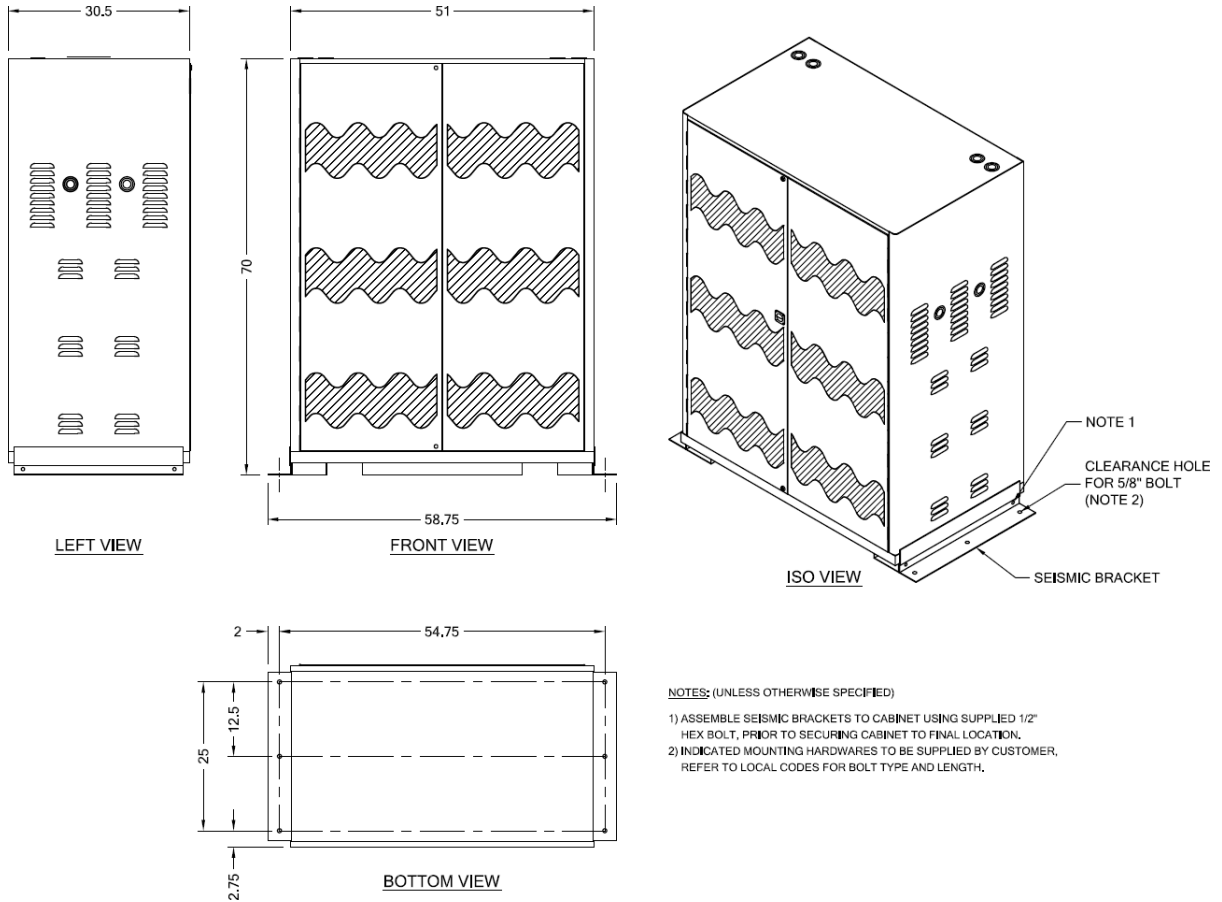 30.5
51
70
58.75
LEFT VIEW
FRONT VIEW
NOTE 1
CLEARANCE HOLE
FOR 5/8" BOLT
(NOTE 2)
SEISMIC BRACKET
ISO VIEW
2
54.75
12.5
25
2.75
BOTTOM VIEW
NOTES: (UNLESS OTHERWISE SPECIFIED)
1) ASSEMBLE SEISMIC BRACKETS TO CABINET USING SUPPLIED 1/2"
HEX BOLT, PRIOR TO SECURING CABINET TO FINAL LOCATION.
2) INDICATED MOUNTING HARDWARES TO BE SUPPLIED BY CUSTOMER,
REFER TO LOCAL CODES FOR BOLT TYPE AND LENGTH.